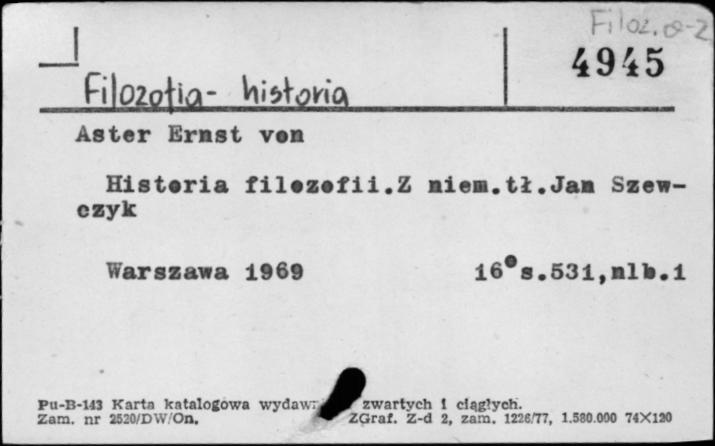 Filoz. 8-2
4945
Filozofia- historia
Aster Ernst von
Historia filozofii.Z niem.tł.Jan Szew-
czyk
Warszawa 1969 16° s.531,nlb.1
Pu-B-143 Karta katalogowa zwartych i ciągłych.
Zam. nr 2520/DW/On. ZGraf. Z-d 2, zam. 1226/77, 1.580.000 74X120